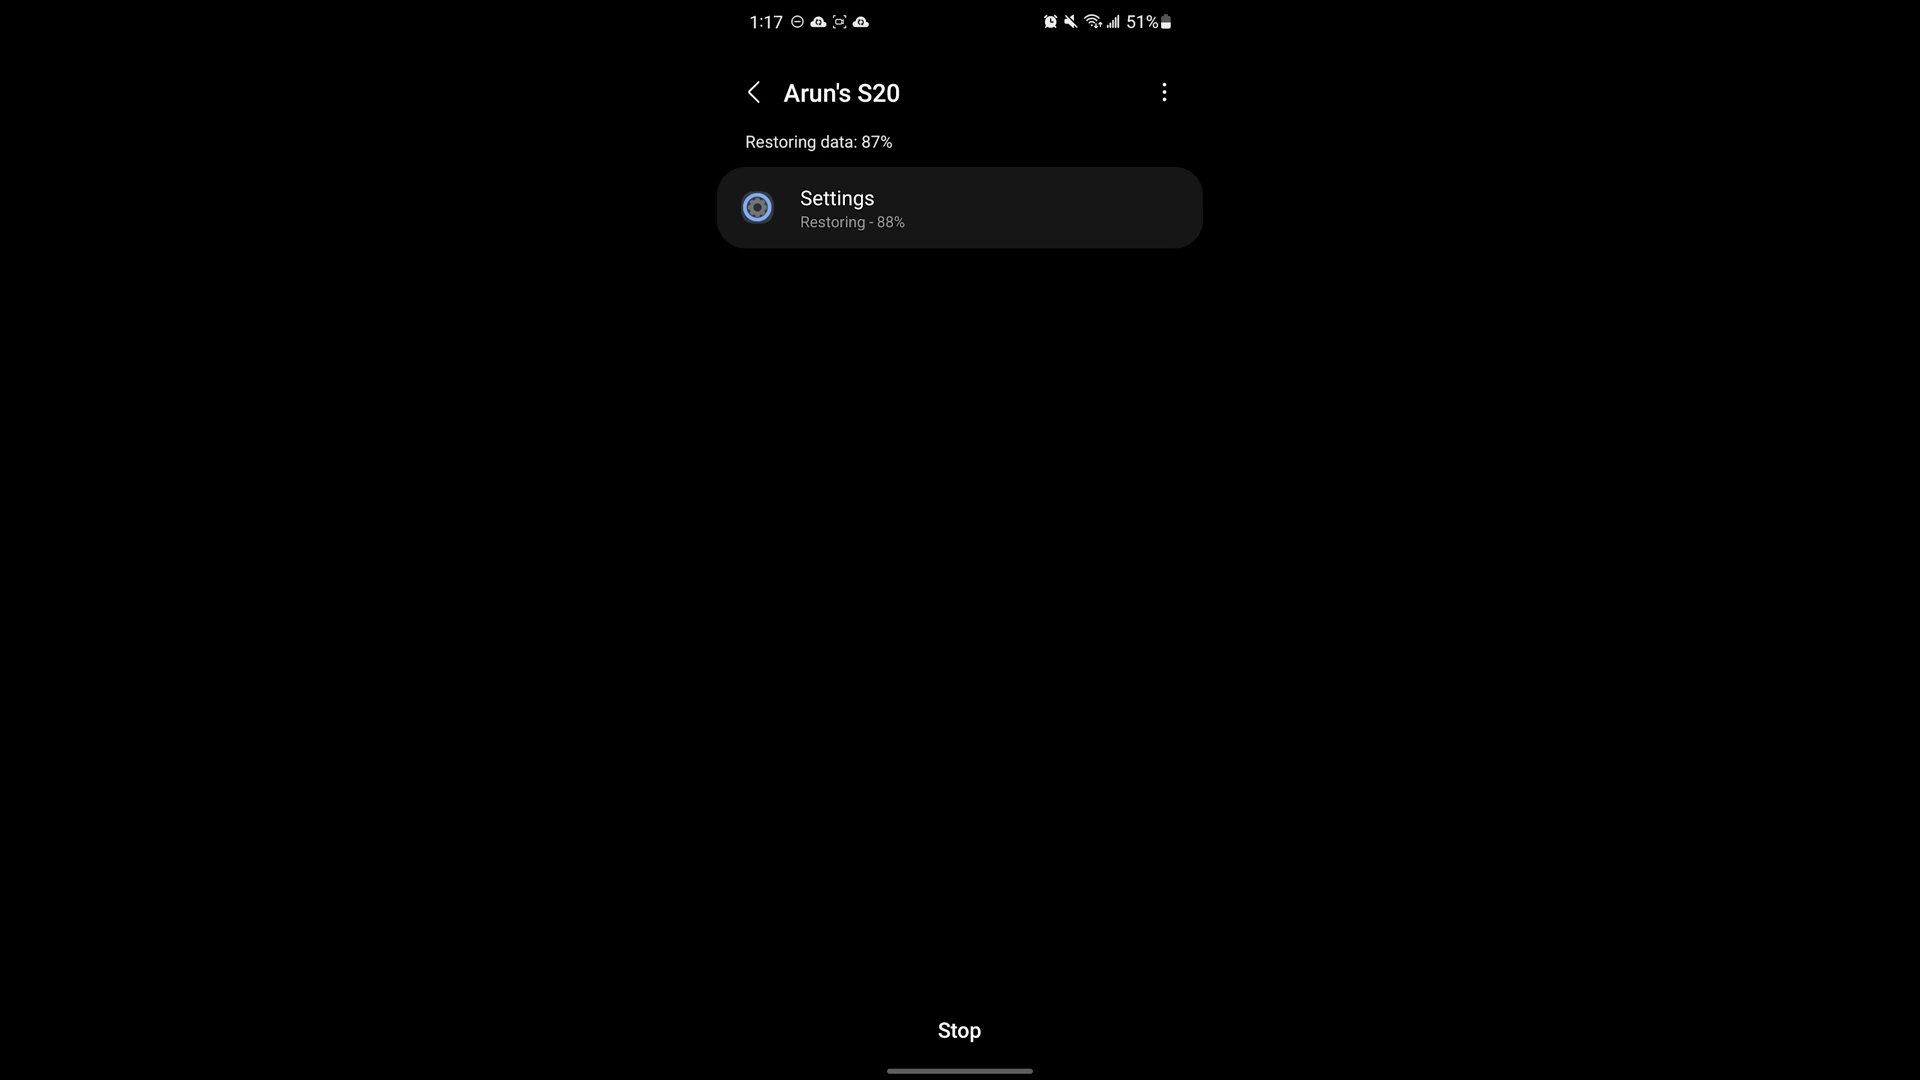 1:17 51%
Arun's S20
Restoring data: 87%
Settings
Restoring - 88%
Stop